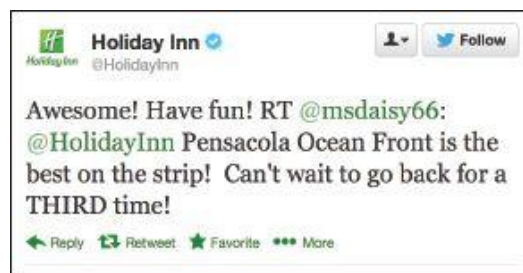 Holiday Inn
Holiday Inn
@HolidayInn
Follow
Awesome! Have fun! RT @msdaisy66:
@HolidayInn Pensacola Ocean Front is the
best on the strip! Can't wait to go back for a
THIRD time!
Reply Retweet Favorite More